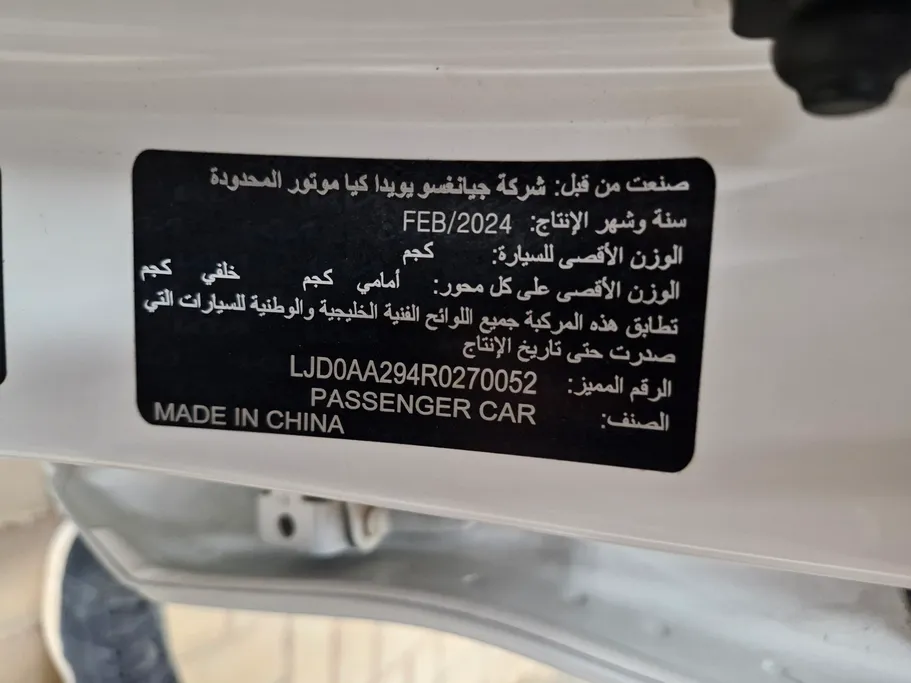 صنعت من قبل: شركة جيانغسو يويدا كيا موتور المحدودة
سنة وشهر الإنتاج: FEB/2024
الوزن الأقصى للسيارة: كجم
الوزن الأقصى على كل محور: أمامي كجم خلفي كجم
تطابق هذه المركبة جميع اللوائح الفنية الخليجية والوطنية للسيارات التي
صدرت حتى تاريخ الإنتاج
الرقم المميز: LJD0AA294R0270052
الصنف: PASSENGER CAR
MADE IN CHINA